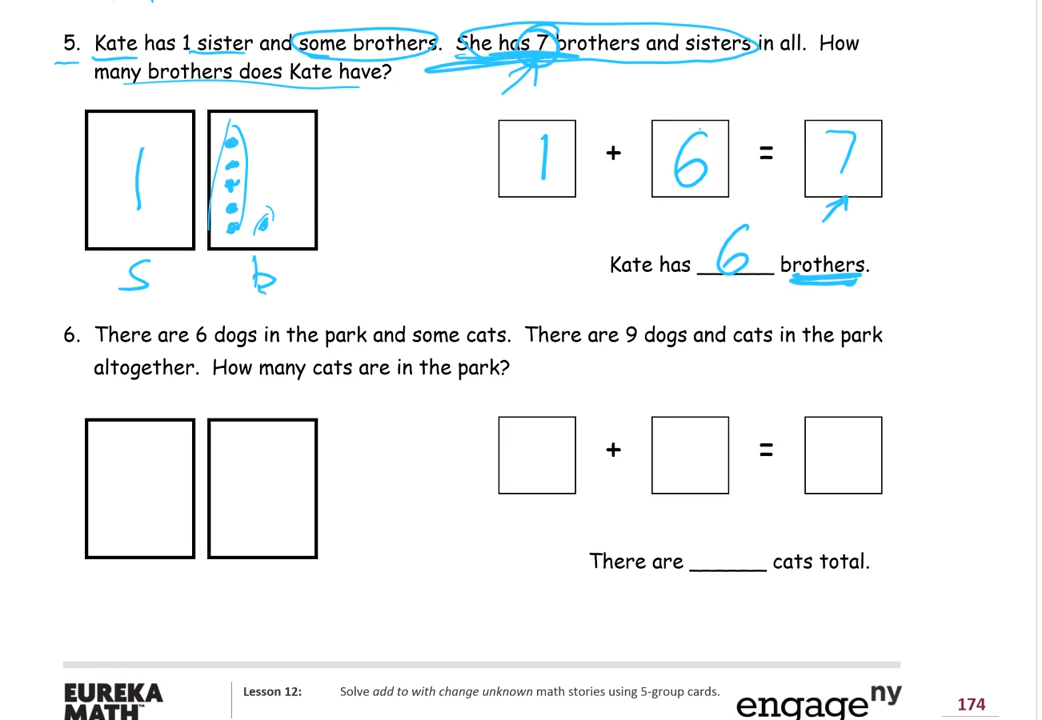 5. Kate has 1 sister and some brothers. She has 7 brothers and sisters in all. How
many brothers does Kate have?
1
1 + 6 = 7
s b
Kate has 6 brothers.
6. There are 6 dogs in the park and some cats. There are 9 dogs and cats in the park
altogether. How many cats are in the park?
+ =
There are ______ cats total.
EUREKA
MATH™
Lesson 12: Solve add to with change unknown math stories using 5-group cards.
engageny
174